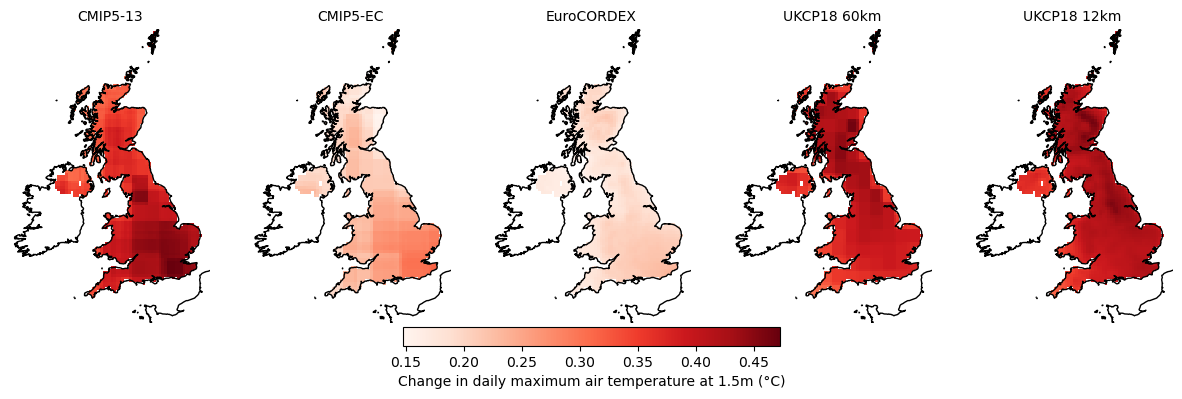 CMIP5-13
CMIP5-EC
EuroCORDEX
UKCP18 60km
UKCP18 12km
0.15 0.20 0.25 0.30 0.35 0.40 0.45
Change in daily maximum air temperature at 1.5m (°C)